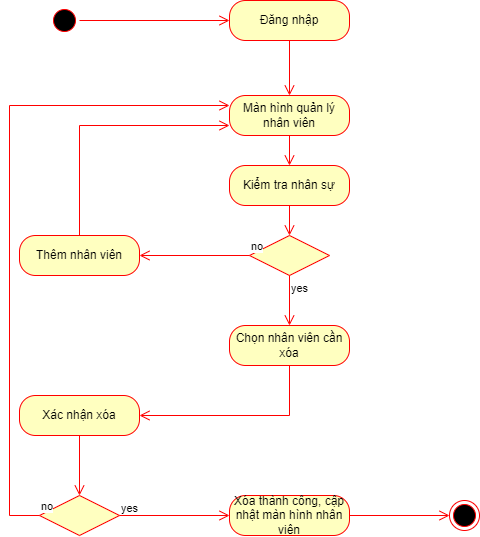 Đăng nhập
Màn hình quản lý
nhân viên
Kiểm tra nhân sự
no
Thêm nhân viên
yes
Chọn nhân viên cần
xóa
Xác nhận xóa
no
yes
Xóa thành công, cập
nhật màn hình nhân
viên